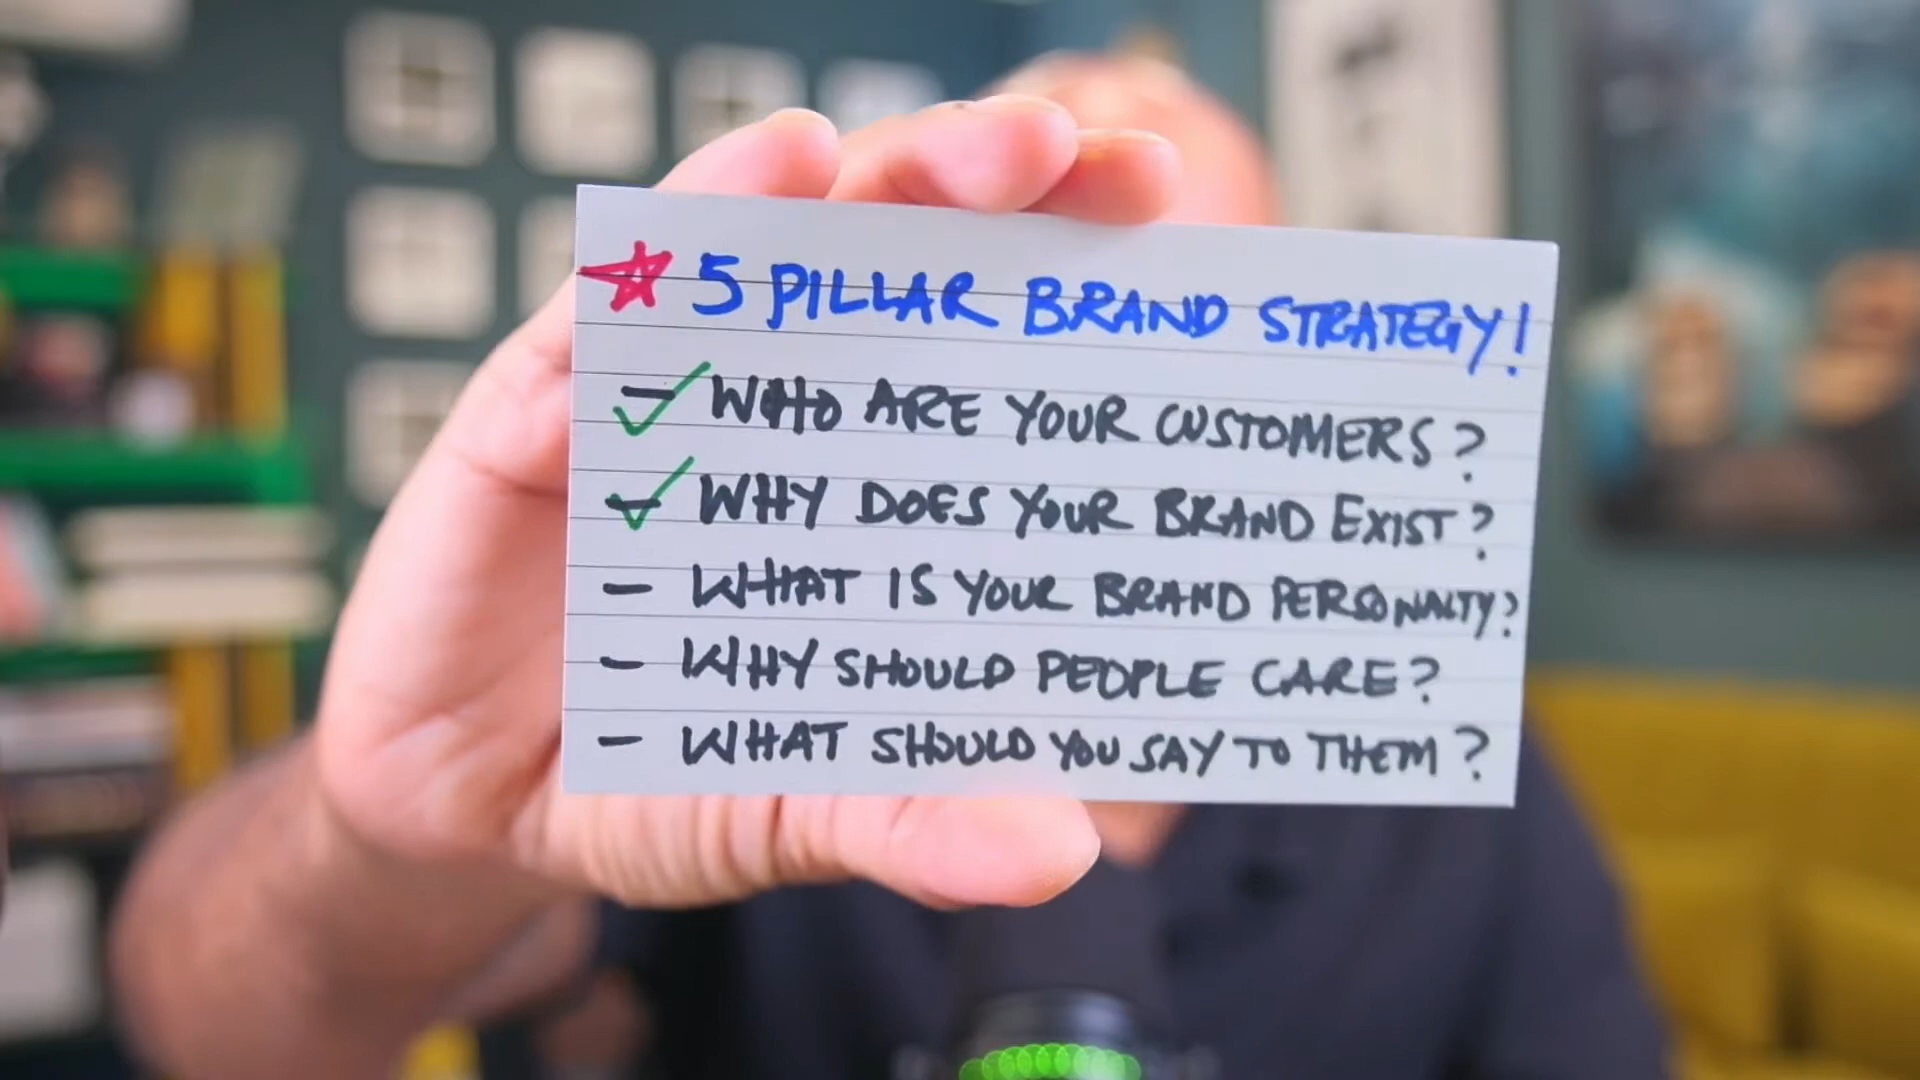 5 PILLAR BRAND STRATEGY!
- WHO ARE YOUR CUSTOMERS?
- WHY DOES YOUR BRAND EXIST?
- WHAT IS YOUR BRAND PERSONALTY?
- WHY SHOULD PEOPLE CARE?
- WHAT SHOULD YOU SAY TO THEM?